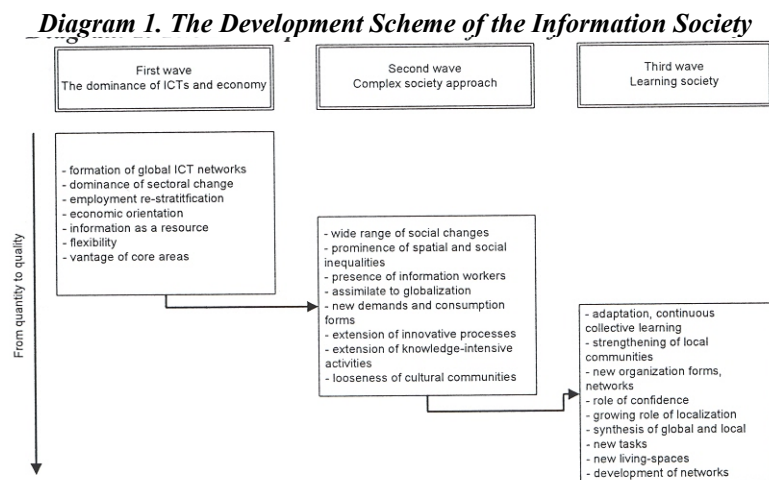 Diagram 1. The Development Scheme of the Information Society
First wave
The dominance of ICTs and economy
Second wave
Complex society approach
Third wave
Learning society
From quantity to quality
- formation of global ICT networks
- dominance of sectoral change
- employment re-stratitfication
- economic orientation
- information as a resource
- flexibility
- vantage of core areas
- wide range of social changes
- prominence of spatial and social
inequalities
- presence of information workers
- assimilate to globalization
- new demands and consumption
forms
- extension of innovative processes
- extension of knowledge-intensive
activities
- looseness of cultural communities
- adaptation, continuous
collective learning
- strengthening of local
communities
- new organization forms,
networks
- role of confidence
- growing role of localization
- synthesis of global and local
- new tasks
- new living-spaces
- development of networks